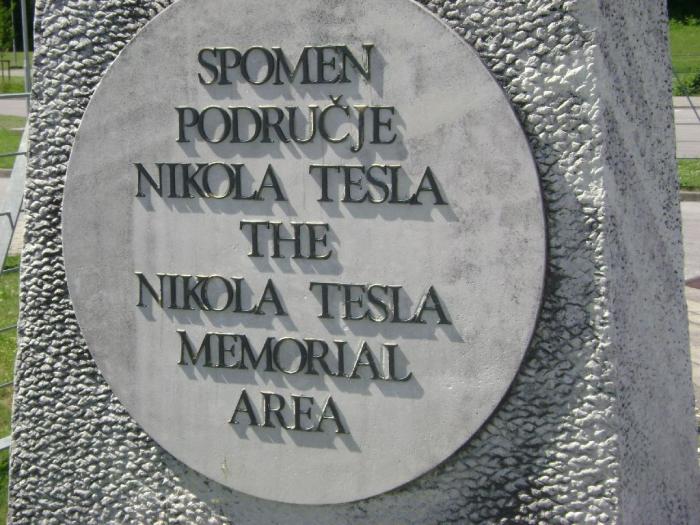 SPOMEN
PODRUČJE
NIKOLA TESLA
THE
NIKOLA TESLA
MEMORIAL
AREA